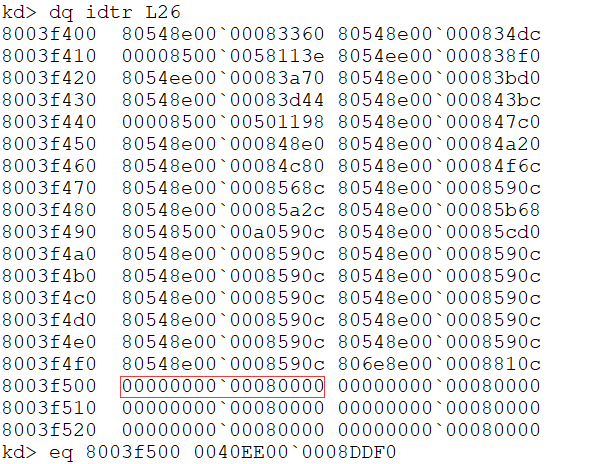 kd> dq idtr L26
8003f400  80548e00`00083360 80548e00`000834dc
8003f410  00008500`0058113e 8054ee00`000838f0
8003f420  8054ee00`00083a70 80548e00`00083bd0
8003f430  80548e00`00083d44 80548e00`000843bc
8003f440  00008500`00501198 80548e00`000847c0
8003f450  80548e00`000848e0 80548e00`00084a20
8003f460  80548e00`00084c80 80548e00`00084f6c
8003f470  80548e00`0008568c 80548e00`0008590c
8003f480  80548e00`00085a2c 80548e00`00085b68
8003f490  80548500`00a0590c 80548e00`00085cd0
8003f4a0  80548e00`0008590c 80548e00`0008590c
8003f4b0  80548e00`0008590c 80548e00`0008590c
8003f4c0  80548e00`0008590c 80548e00`0008590c
8003f4d0  80548e00`0008590c 80548e00`0008590c
8003f4e0  80548e00`0008590c 80548e00`0008590c
8003f4f0  80548e00`0008590c 806e8e00`0008810c
8003f500  00000000`00080000 00000000`00080000
8003f510  00000000`00080000 00000000`00080000
8003f520  00000000`00080000 00000000`00080000
kd> eq 8003f500 0040EE00`0008DDF0